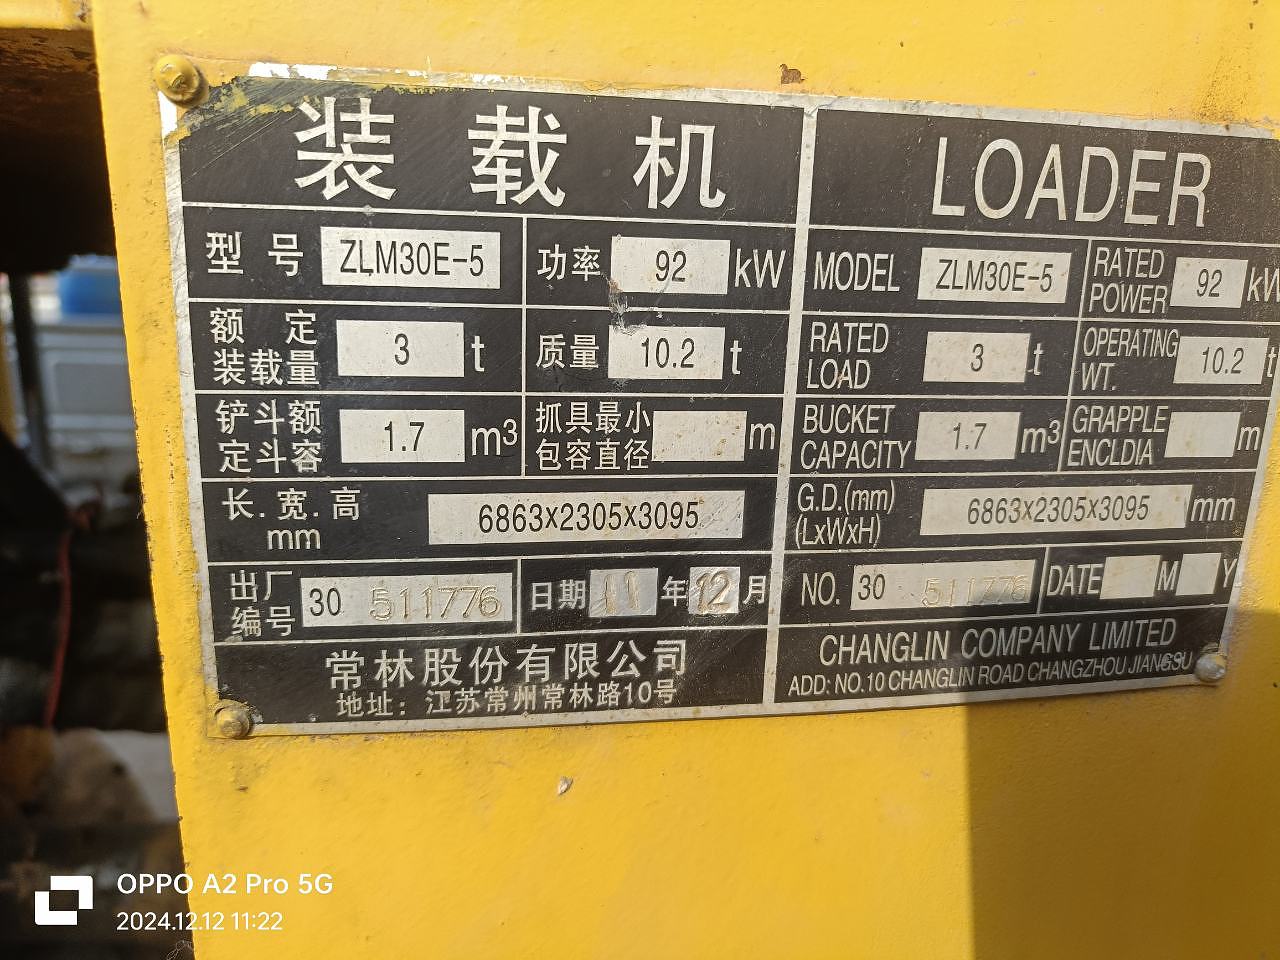 装载机
型号 ZLM30E-5 功率 92 kW
额定装载量 3 t 质量 10.2 t
铲斗额定斗容 1.7 m³ 抓具最小包容直径 m
长.宽.高 mm 6863x2305x3095
出厂编号 30 511776 日期 11 年 12 月
常林股份有限公司
地址：江苏常州常林路10号
LOADER
MODEL ZLM30E-5 RATED POWER 92 kW
RATED LOAD 3 t OPERATING WT. 10.2 t
BUCKET CAPACITY 1.7 m³ GRAPPLE ENCLDIA m
G.D.(mm) (LxWxH) 6863x2305x3095 mm
NO. 30 511776 DATE M Y
CHANGLIN COMPANY LIMITED
ADD: NO.10 CHANGLIN ROAD CHANGZHOU JIANGSU
OPPO A2 Pro 5G
2024.12.12 11:22